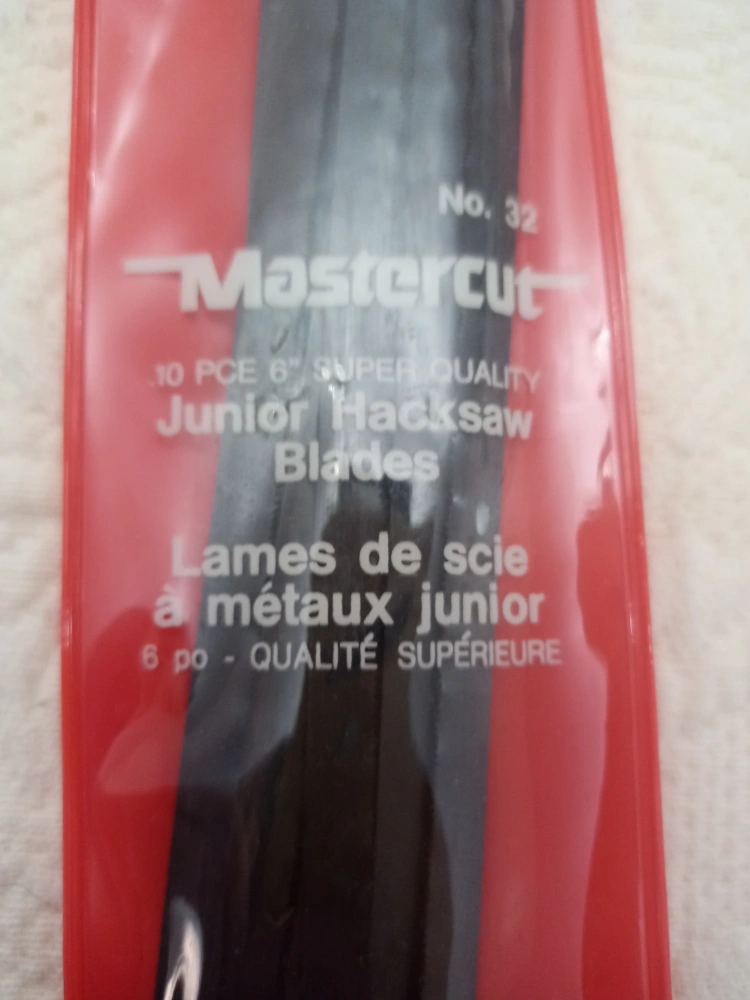 No. 32
Mastercut
10 PCE 6" SUPER QUALITY
Junior Hacksaw
Blades
Lames de scie
à métaux junior
6 po - QUALITÉ SUPÉRIEURE